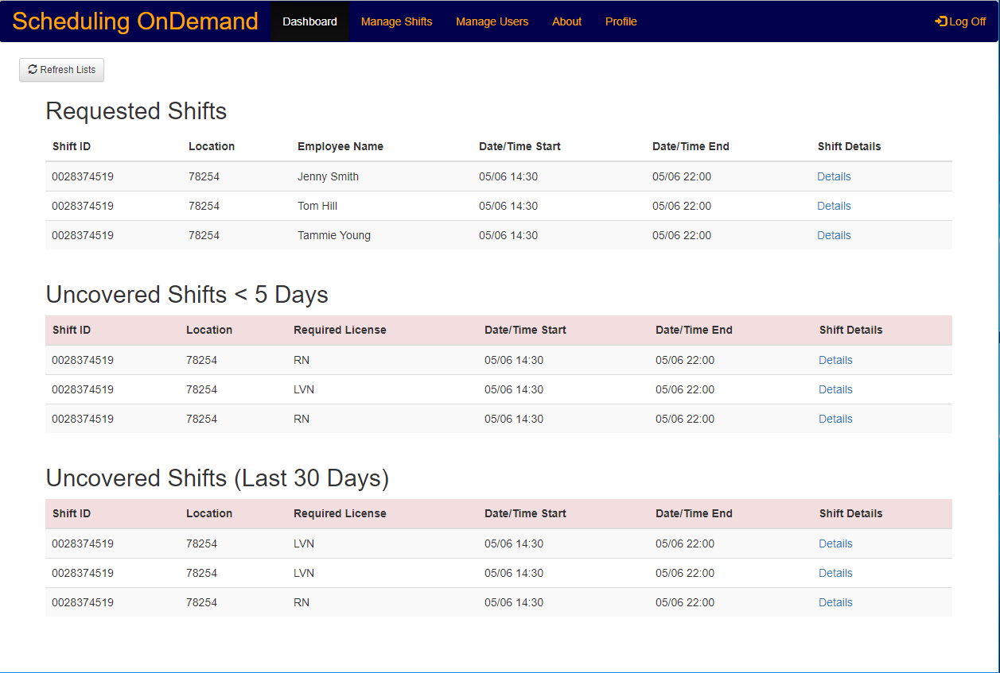 Scheduling OnDemand Dashboard Manage Shifts Manage Users About Profile Log Off
Refresh Lists
Requested Shifts
Shift ID Location Employee Name Date/Time Start Date/Time End Shift Details
0028374519 78254 Jenny Smith 05/06 14:30 05/06 22:00 Details
0028374519 78254 Tom Hill 05/06 14:30 05/06 22:00 Details
0028374519 78254 Tammie Young 05/06 14:30 05/06 22:00 Details
Uncovered Shifts < 5 Days
Shift ID Location Required License Date/Time Start Date/Time End Shift Details
0028374519 78254 RN 05/06 14:30 05/06 22:00 Details
0028374519 78254 LVN 05/06 14:30 05/06 22:00 Details
0028374519 78254 RN 05/06 14:30 05/06 22:00 Details
Uncovered Shifts (Last 30 Days)
Shift ID Location Required License Date/Time Start Date/Time End Shift Details
0028374519 78254 LVN 05/06 14:30 05/06 22:00 Details
0028374519 78254 LVN 05/06 14:30 05/06 22:00 Details
0028374519 78254 RN 05/06 14:30 05/06 22:00 Details